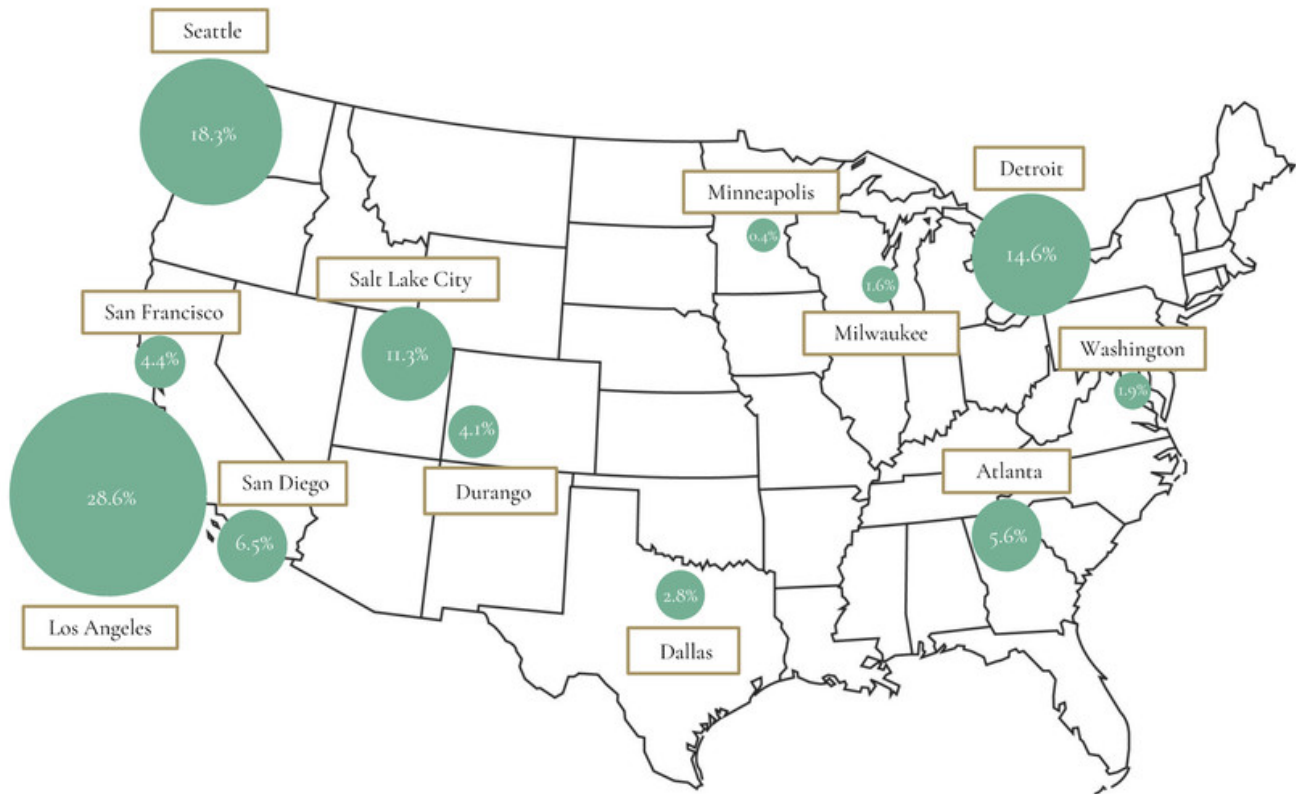 Seattle
18.3%
Detroit
Minneapolis
0.4%
14.6%
Salt Lake City
1.6%
San Francisco
Milwaukee
Washington
11.3%
4.4%
1.9%
4.1%
Atlanta
San Diego
Durango
28.6%
5.6%
6.5%
2.8%
Los Angeles
Dallas